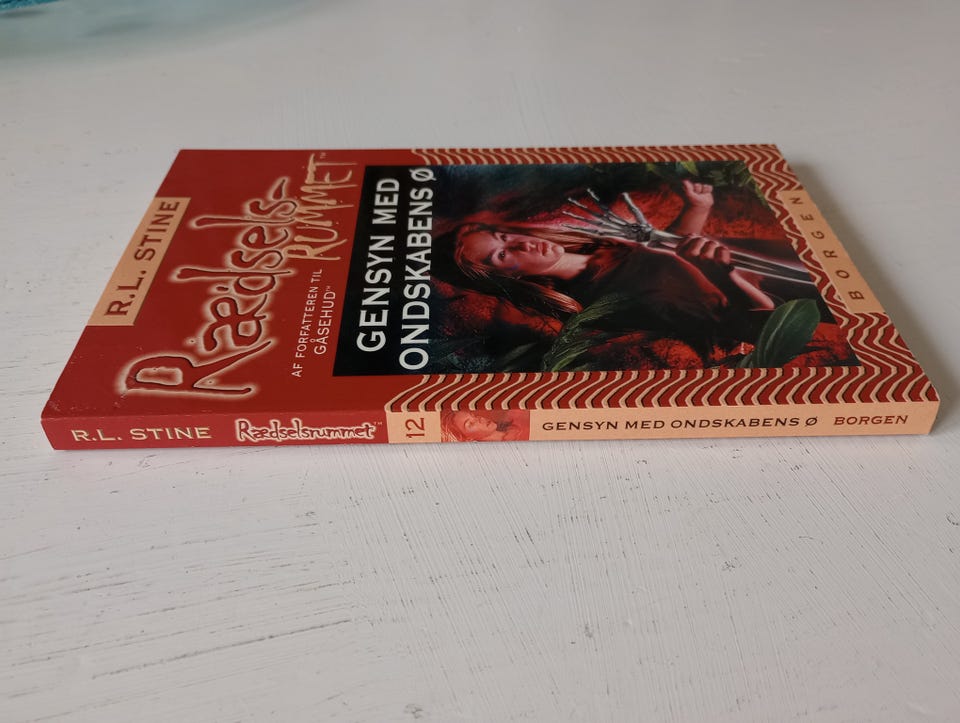 R.L. STINE
Rædsels-
RUMMET™
AF FORFATTEREN TIL
GÅSEHUD™
GENSYN MED
ONDSKABENS Ø
BORGEN
R.L. STINE Rædselsrummet™ 12 GENSYN MED ONDSKABENS Ø BORGEN